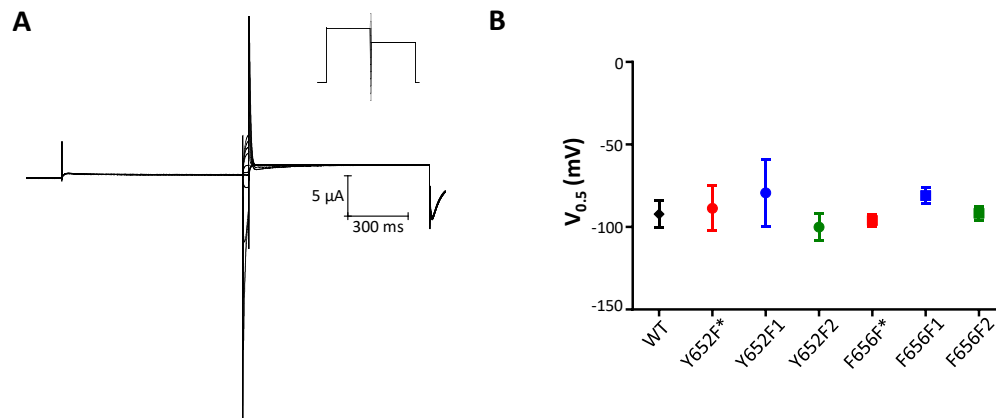 A
B
5 µA
300 ms
V0.5 (mV)
0
-50
-100
-150
WT
Y652F*
Y652F1
Y652F2
F656F*
F656F1
F656F2